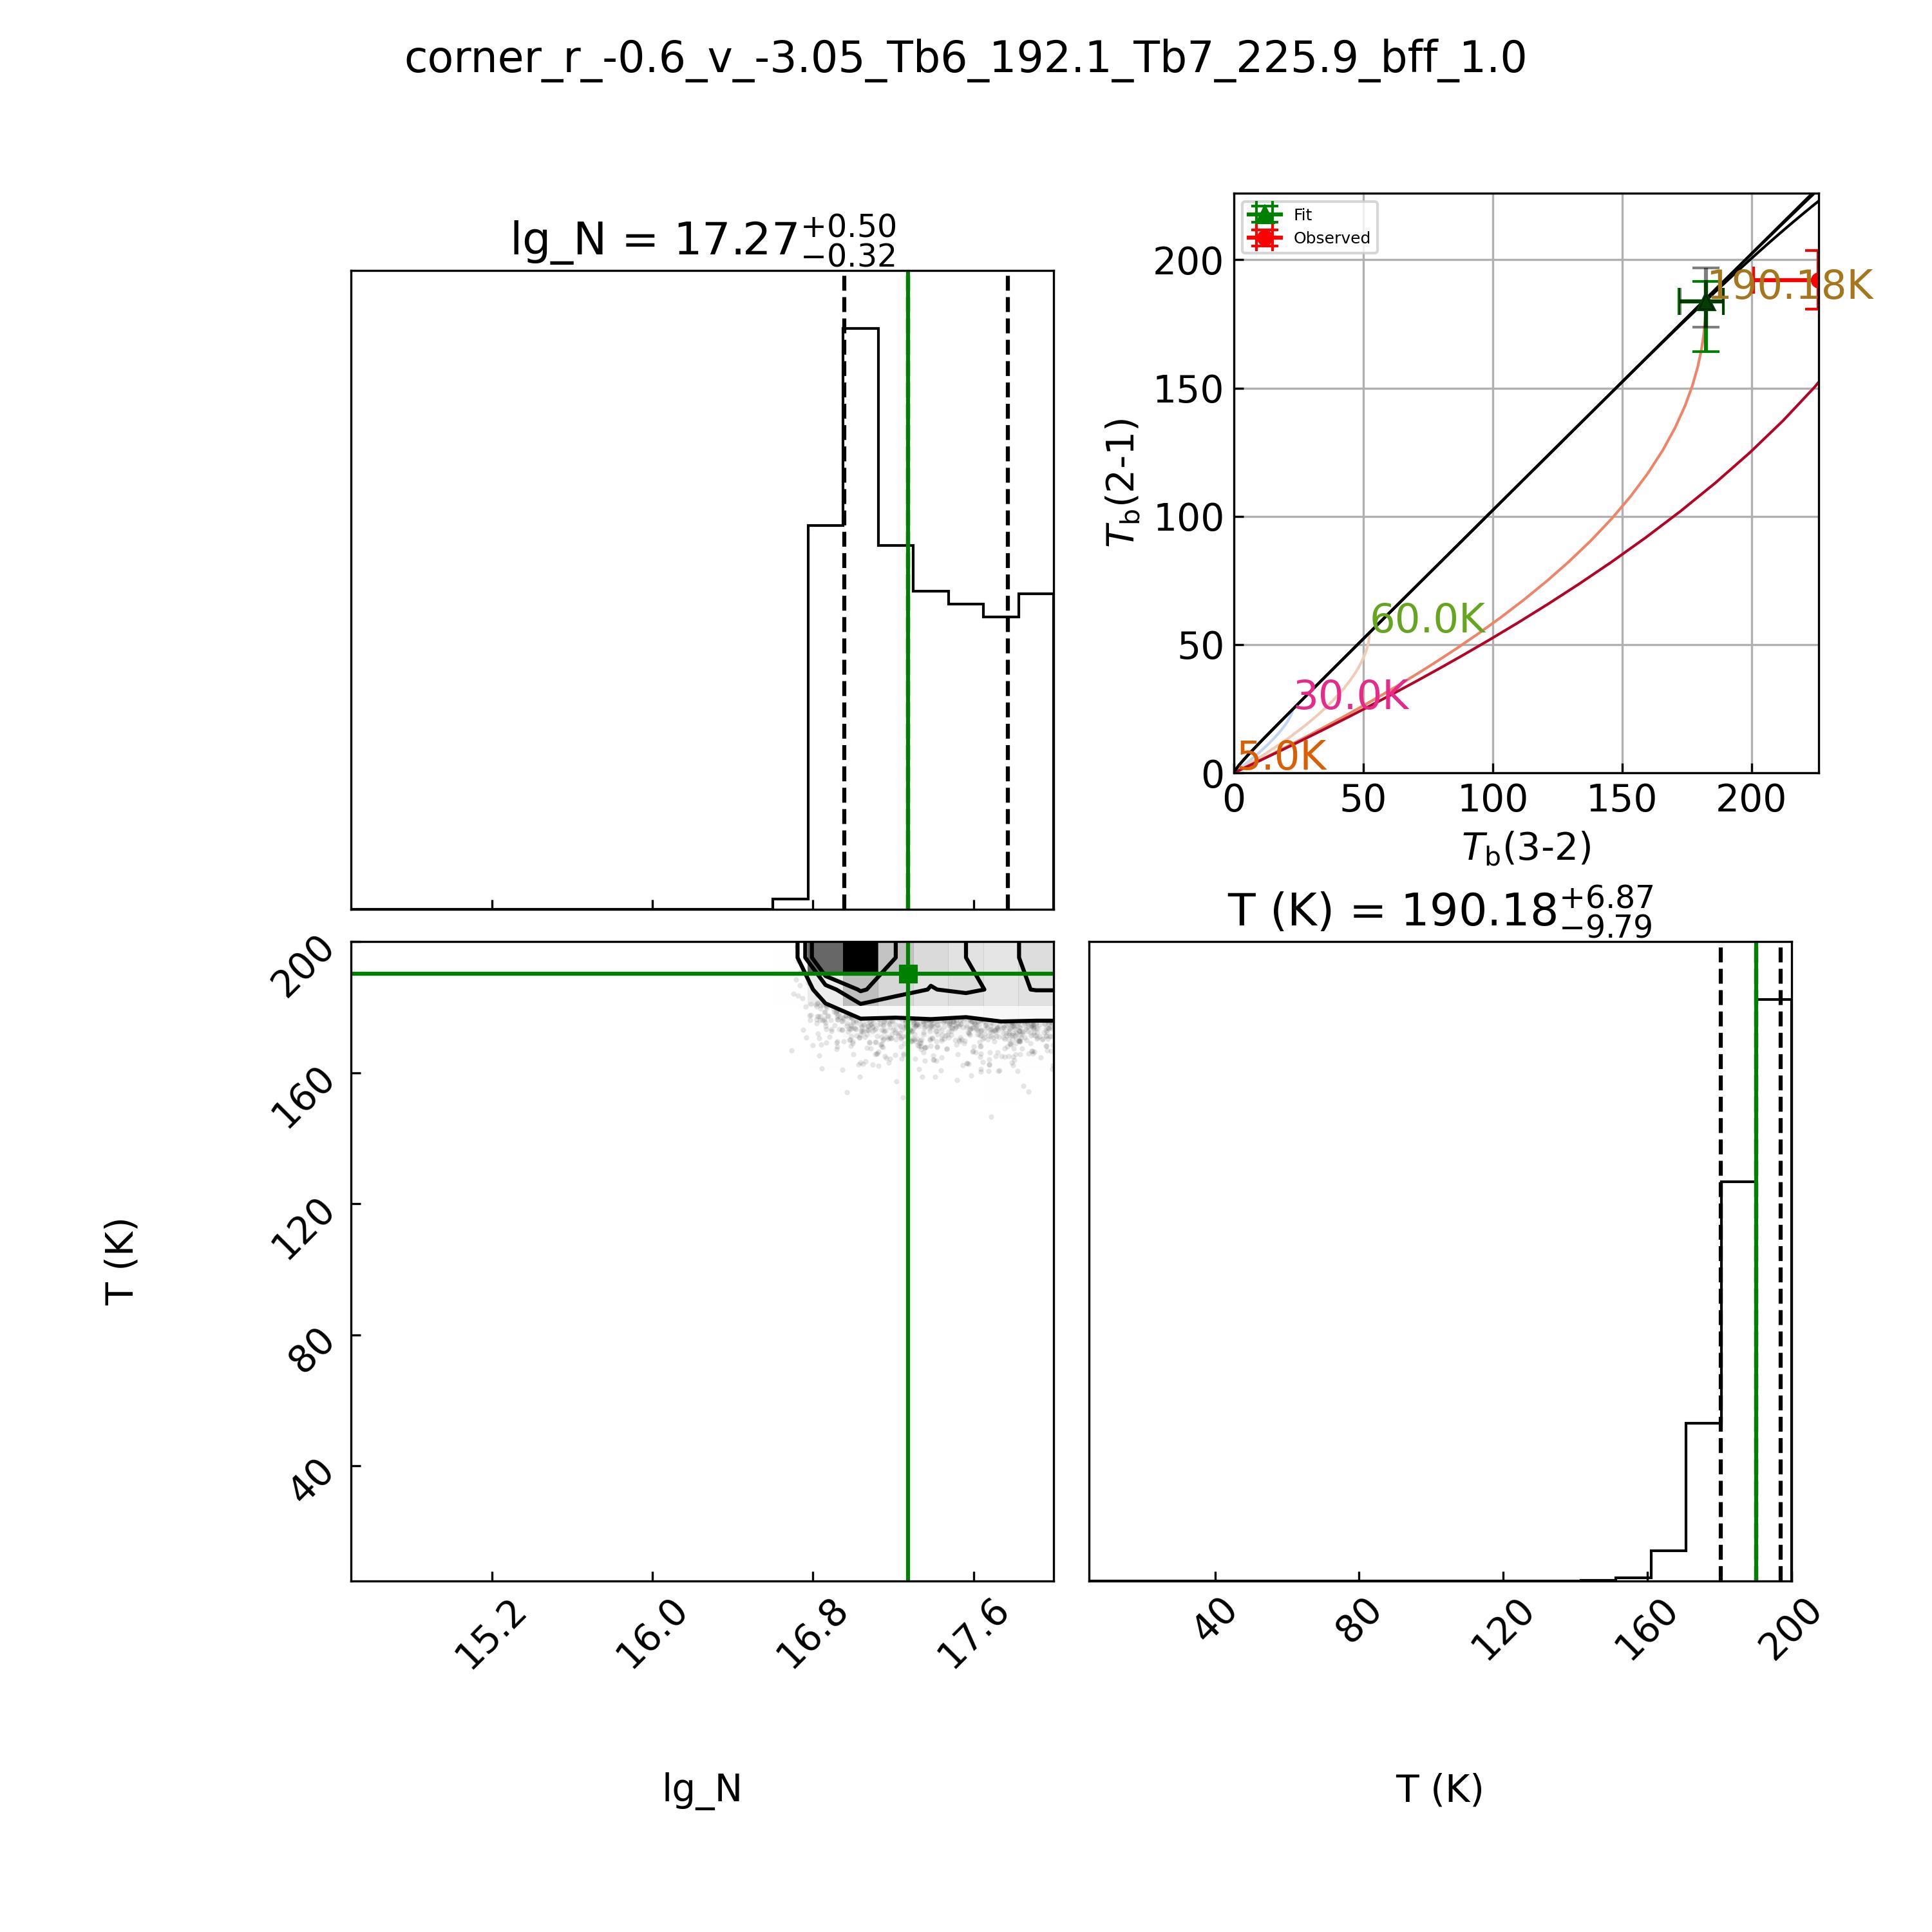 corner_r_-0.6_v_-3.05_Tb6_192.1_Tb7_225.9_bff_1.0
lg_N = 17.27+0.50−0.32
Fit
Observed
200
150
100
50
0
190.18K
60.0K
30.0K
5.0K
Tb(2-1)
0 50 100 150 200
Tb(3-2)
T (K) = 190.18+6.87−9.79
200
160
120
80
40
T (K)
15.2 16.0 16.8 17.6
lg_N
40 80 120 160 200
T (K)